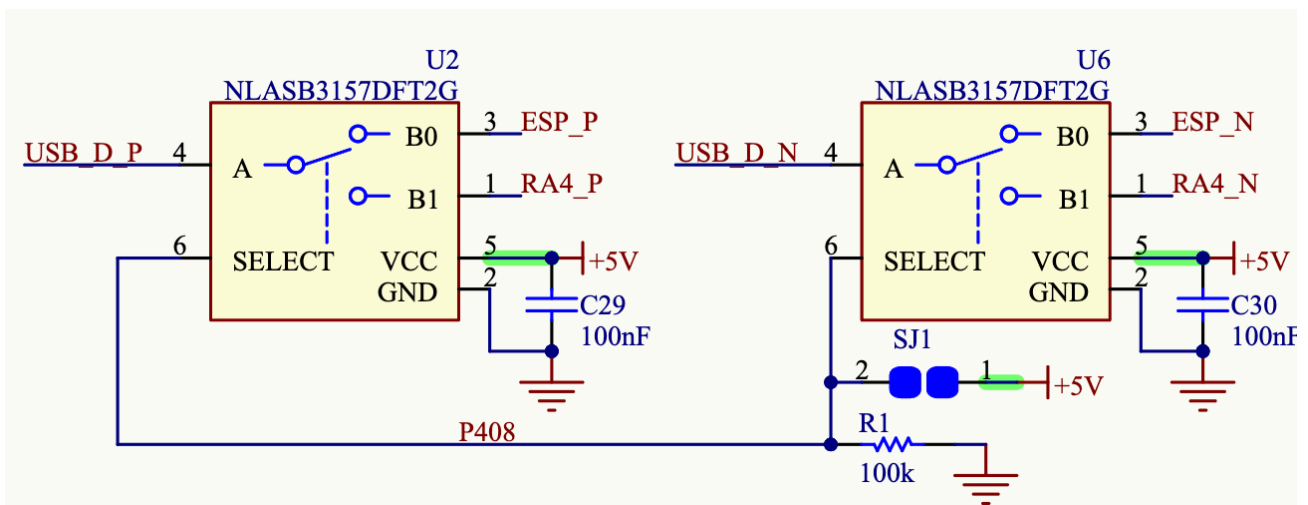 U2
NLASB3157DFT2G
USB_D_P 4 A B0 3 ESP_P
B1 1 RA4_P
6 SELECT VCC 5 +5V
GND 2
C29
100nF
U6
NLASB3157DFT2G
USB_D_N 4 A B0 3 ESP_N
B1 1 RA4_N
6 SELECT VCC 5 +5V
GND 2
C30
100nF
SJ1
2 1 +5V
P408
R1
100k